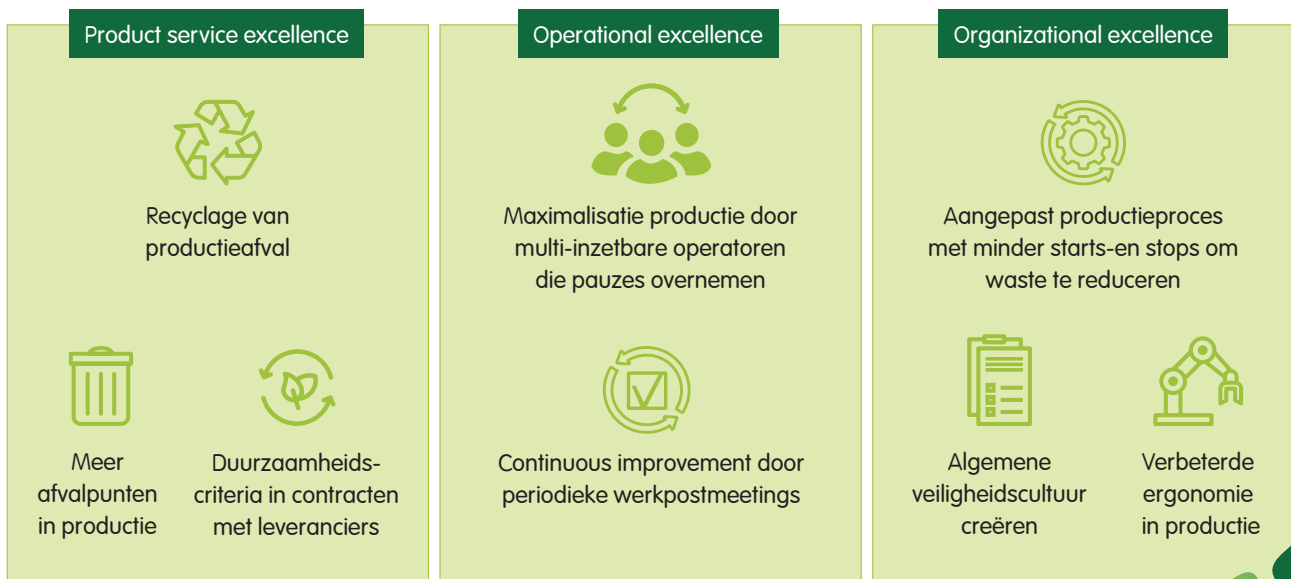 Product service excellence
Recyclage van
productieafval
Meer
afvalpunten
in productie
Duurzaamheids-
criteria in contracten
met leveranciers
Operational excellence
Maximalisatie productie door
multi-inzetbare operatoren
die pauzes overnemen
Continuous improvement door
periodieke werkpostmeetings
Organizational excellence
Aangepast productieproces
met minder starts-en stops om
waste te reduceren
Algemene
veiligheidscultuur
creëren
Verbeterde
ergonomie
in productie